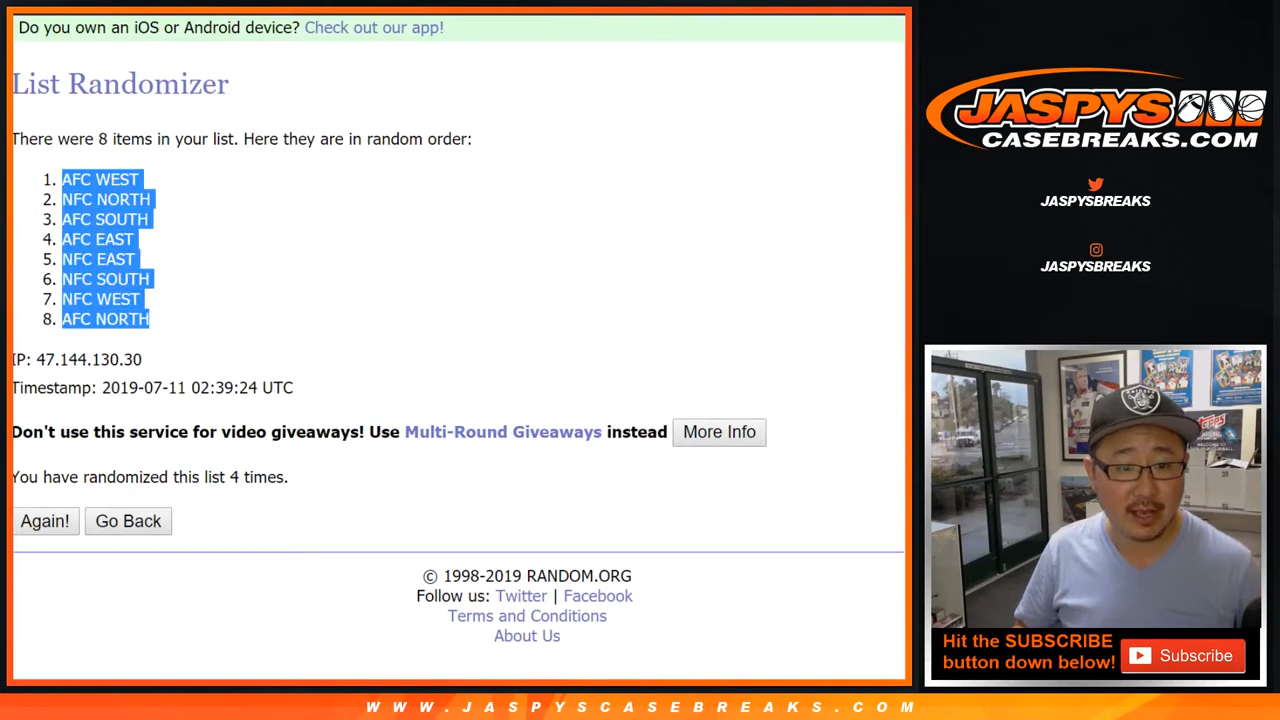 Do you own an iOS or Android device? Check out our app!
List Randomizer
There were 8 items in your list. Here they are in random order:
1. AFC WEST
2. NFC NORTH
3. AFC SOUTH
4. AFC EAST
5. NFC EAST
6. NFC SOUTH
7. NFC WEST
8. AFC NORTH
IP: 47.144.130.30
Timestamp: 2019-07-11 02:39:24 UTC
Don't use this service for video giveaways! Use Multi-Round Giveaways instead More Info
You have randomized this list 4 times.
Again! Go Back
© 1998-2019 RANDOM.ORG
Follow us: Twitter | Facebook
Terms and Conditions
About Us
JASPYS
CASEBREAKS.COM
JASPYSBREAKS
JASPYSBREAKS
RAIDERS
Topps
Hit the SUBSCRIBE
button down below!
Subscribe
WWW.JASPYSCASEBREAKS.COM